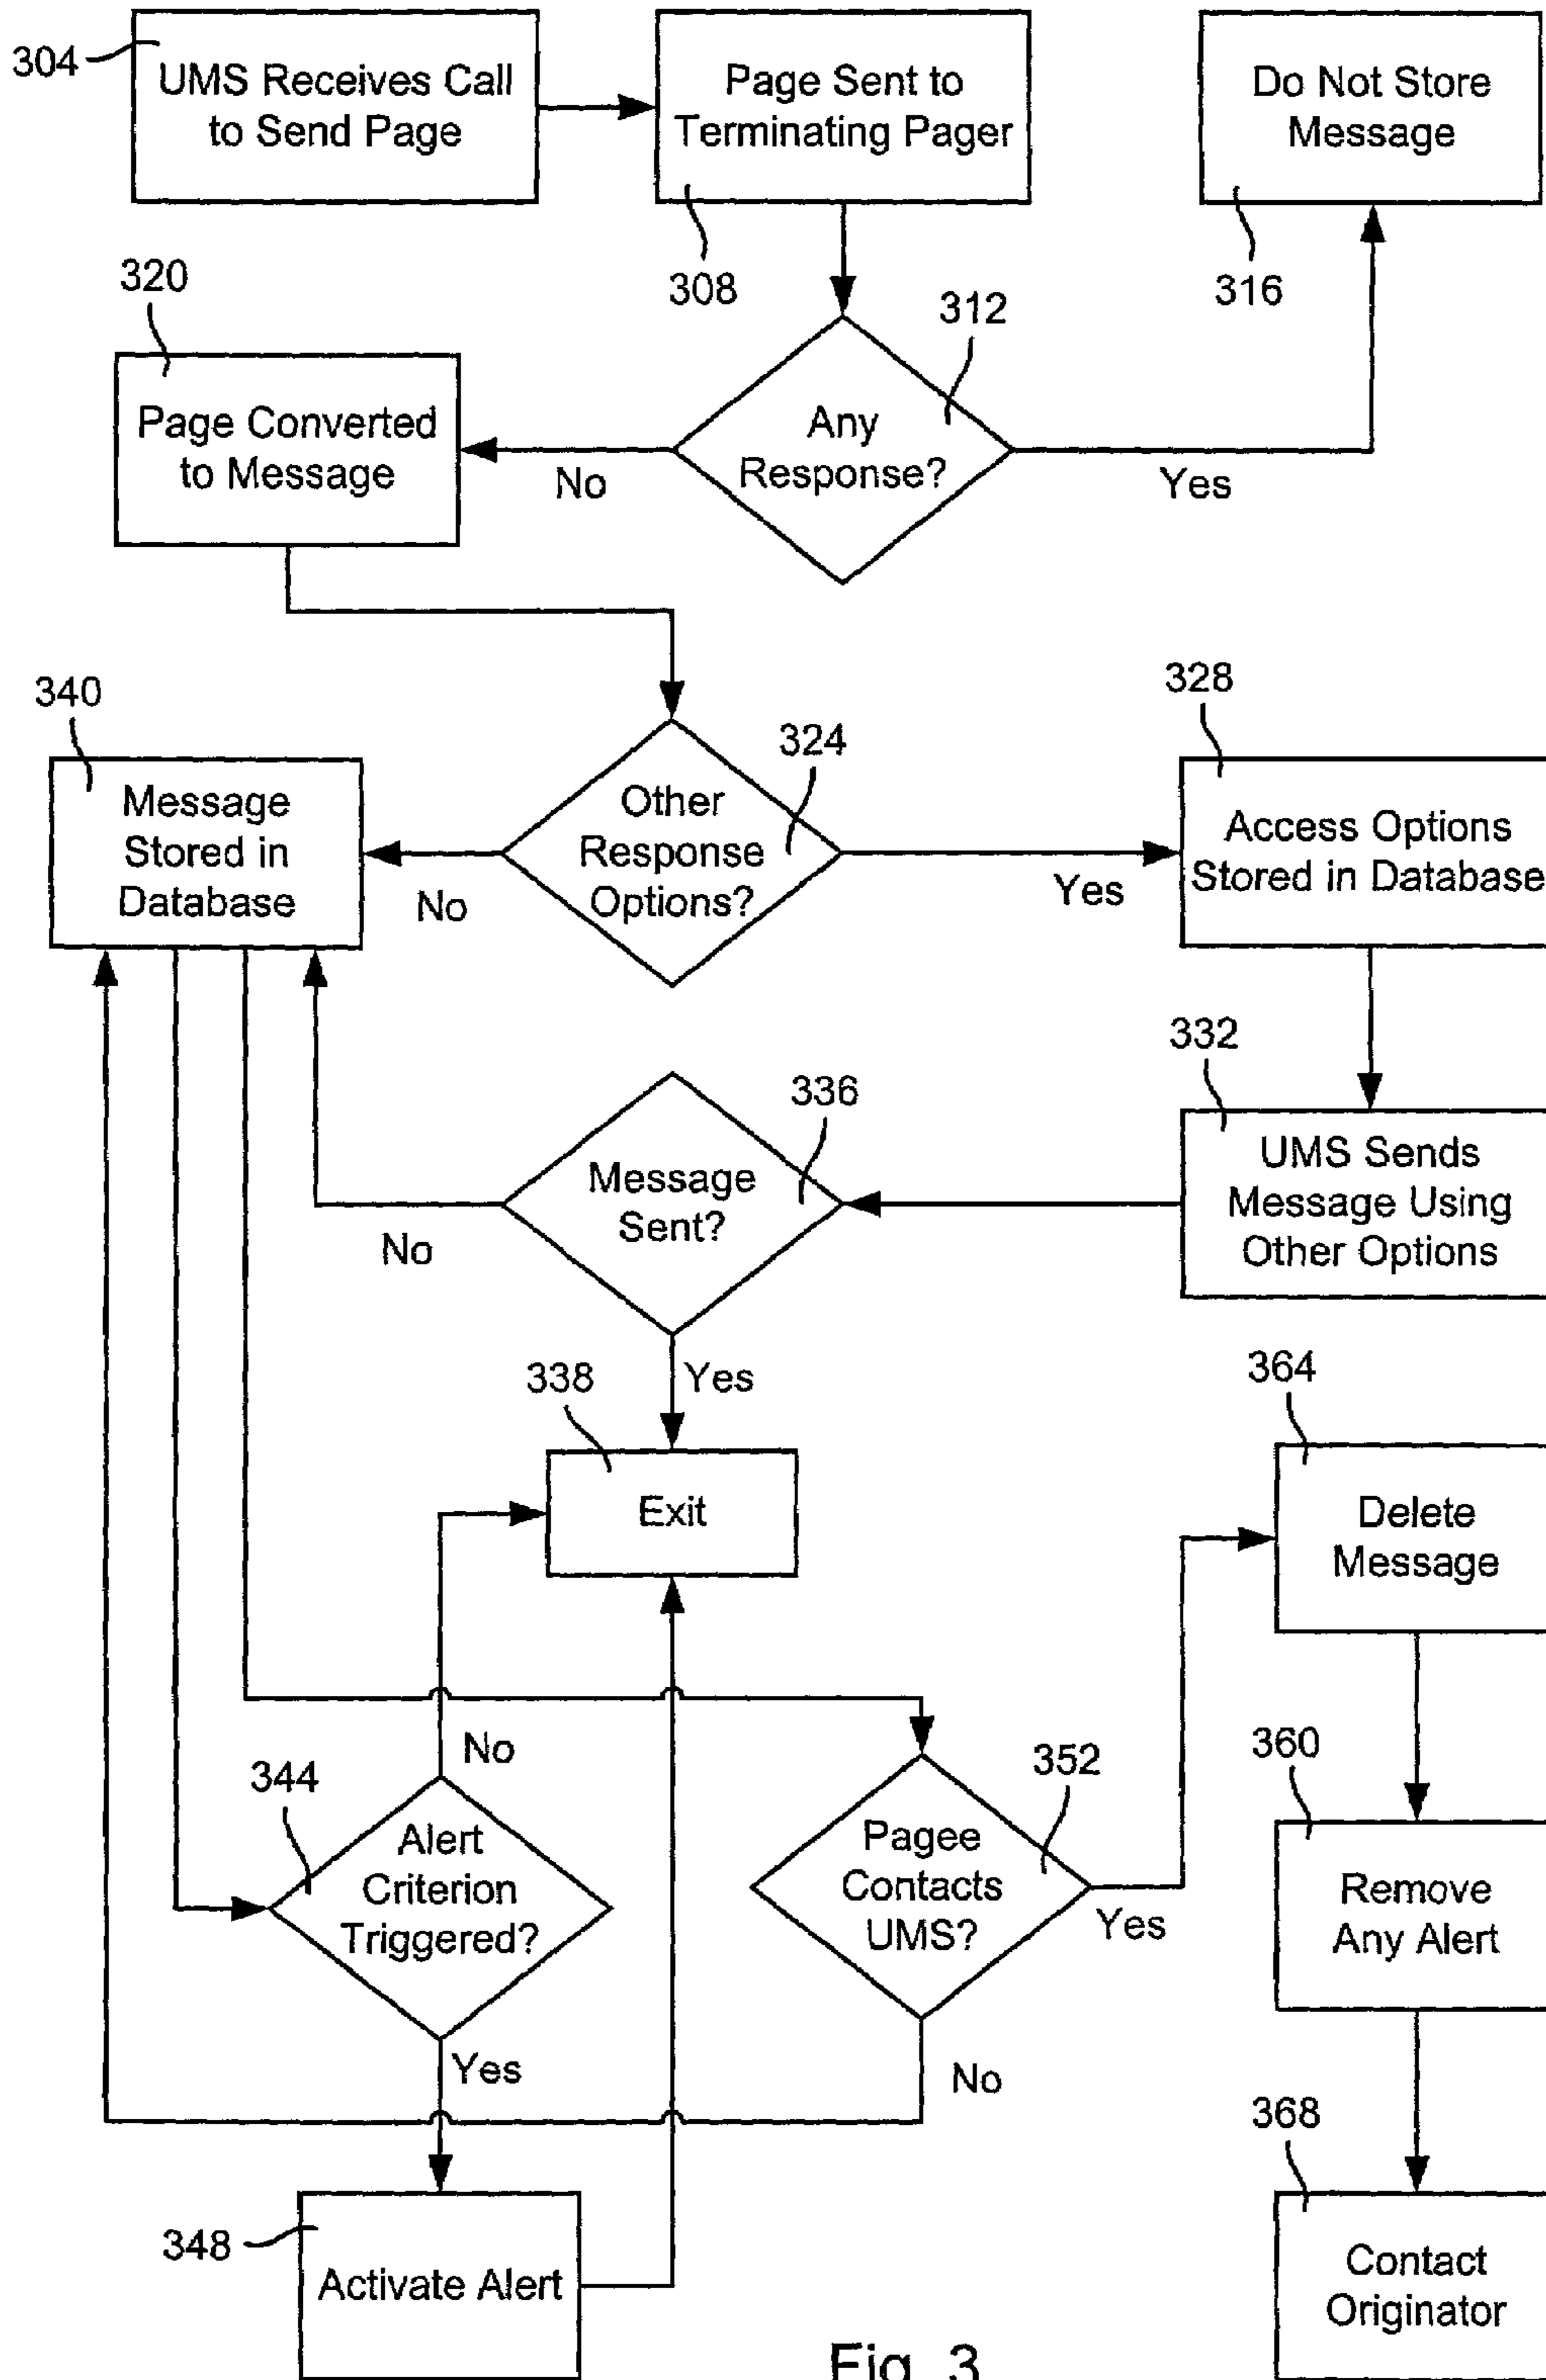 304
UMS Receives Call
to Send Page
Page Sent to
Terminating Pager
308
Do Not Store
Message
316
320
Page Converted
to Message
No
312
Any
Response?
Yes
340
Message
Stored in
Database
No
324
Other
Response
Options?
Yes
328
Access Options
Stored in Database
332
UMS Sends
Message Using
Other Options
336
Message
Sent?
No
Yes
338
Exit
364
Delete
Message
No
344
Alert
Criterion
Triggered?
Yes
352
Pagee
Contacts
UMS?
Yes
No
360
Remove
Any Alert
368
Contact
Originator
348
Activate Alert
Fig. 3